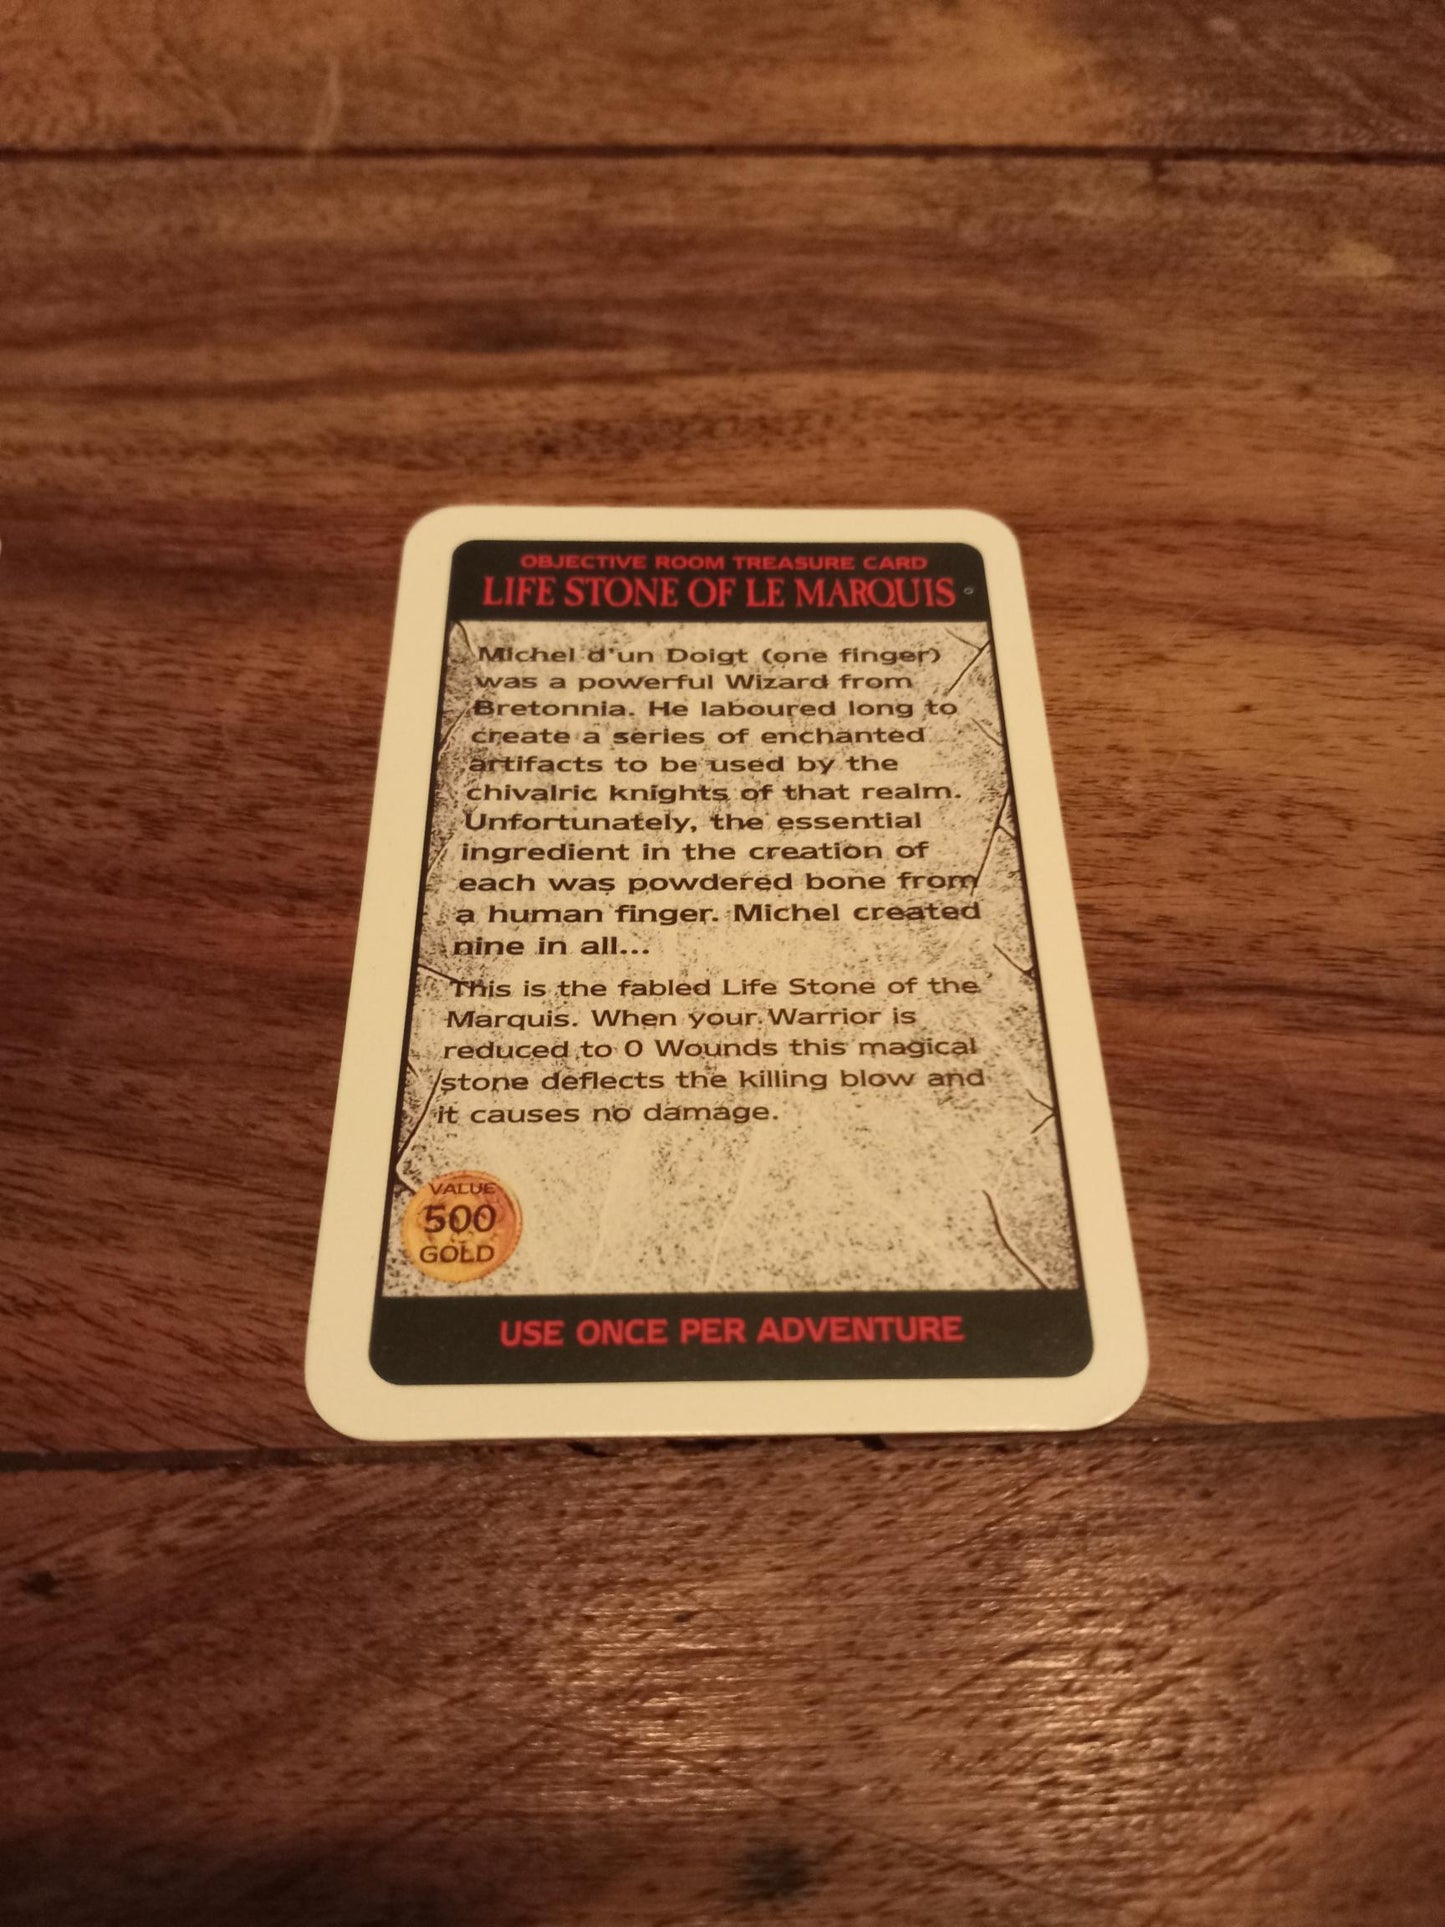 OBJECTIVE ROOM TREASURE CARD
LIFE STONE OF LE MARQUIS
Michel d'un Doigt (one finger)
was a powerful Wizard from
Bretonnia. He laboured long to
create a series of enchanted
artifacts to be used by the
chivalric knights of that realm.
Unfortunately, the essential
ingredient in the creation of
each was powdered bone from
a human finger. Michel created
nine in all...
This is the fabled Life Stone of the
Marquis. When your Warrior is
reduced to 0 Wounds this magical
stone deflects the killing blow and
it causes no damage.
VALUE
500
GOLD
USE ONCE PER ADVENTURE